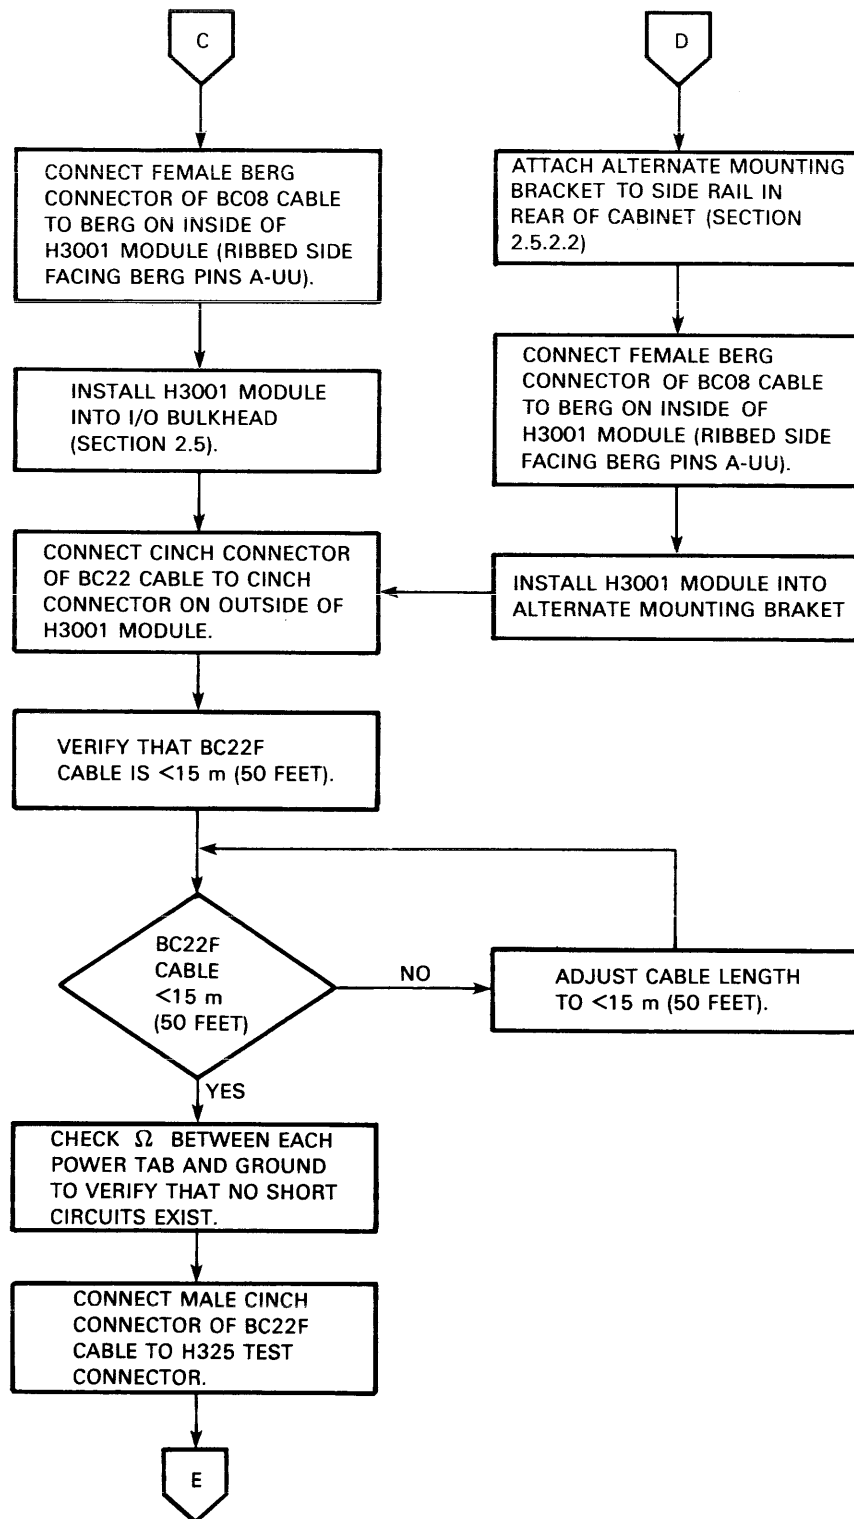 C
CONNECT FEMALE BERG
CONNECTOR OF BC08 CABLE
TO BERG ON INSIDE OF
H3001 MODULE (RIBBED SIDE
FACING BERG PINS A-UU).
INSTALL H3001 MODULE
INTO I/O BULKHEAD
(SECTION 2.5).
D
ATTACH ALTERNATE MOUNTING
BRACKET TO SIDE RAIL IN
REAR OF CABINET (SECTION
2.5.2.2)
CONNECT FEMALE BERG
CONNECTOR OF BC08 CABLE
TO BERG ON INSIDE OF
H3001 MODULE (RIBBED SIDE
FACING BERG PINS A-UU).
INSTALL H3001 MODULE INTO
ALTERNATE MOUNTING BRAKET
CONNECT CINCH CONNECTOR
OF BC22 CABLE TO CINCH
CONNECTOR ON OUTSIDE OF
H3001 MODULE.
VERIFY THAT BC22F
CABLE IS <15 m (50 FEET).
BC22F
CABLE
<15 m
(50 FEET)
NO
ADJUST CABLE LENGTH
TO <15 m (50 FEET).
YES
CHECK Ω BETWEEN EACH
POWER TAB AND GROUND
TO VERIFY THAT NO SHORT
CIRCUITS EXIST.
CONNECT MALE CINCH
CONNECTOR OF BC22F
CABLE TO H325 TEST
CONNECTOR.
E